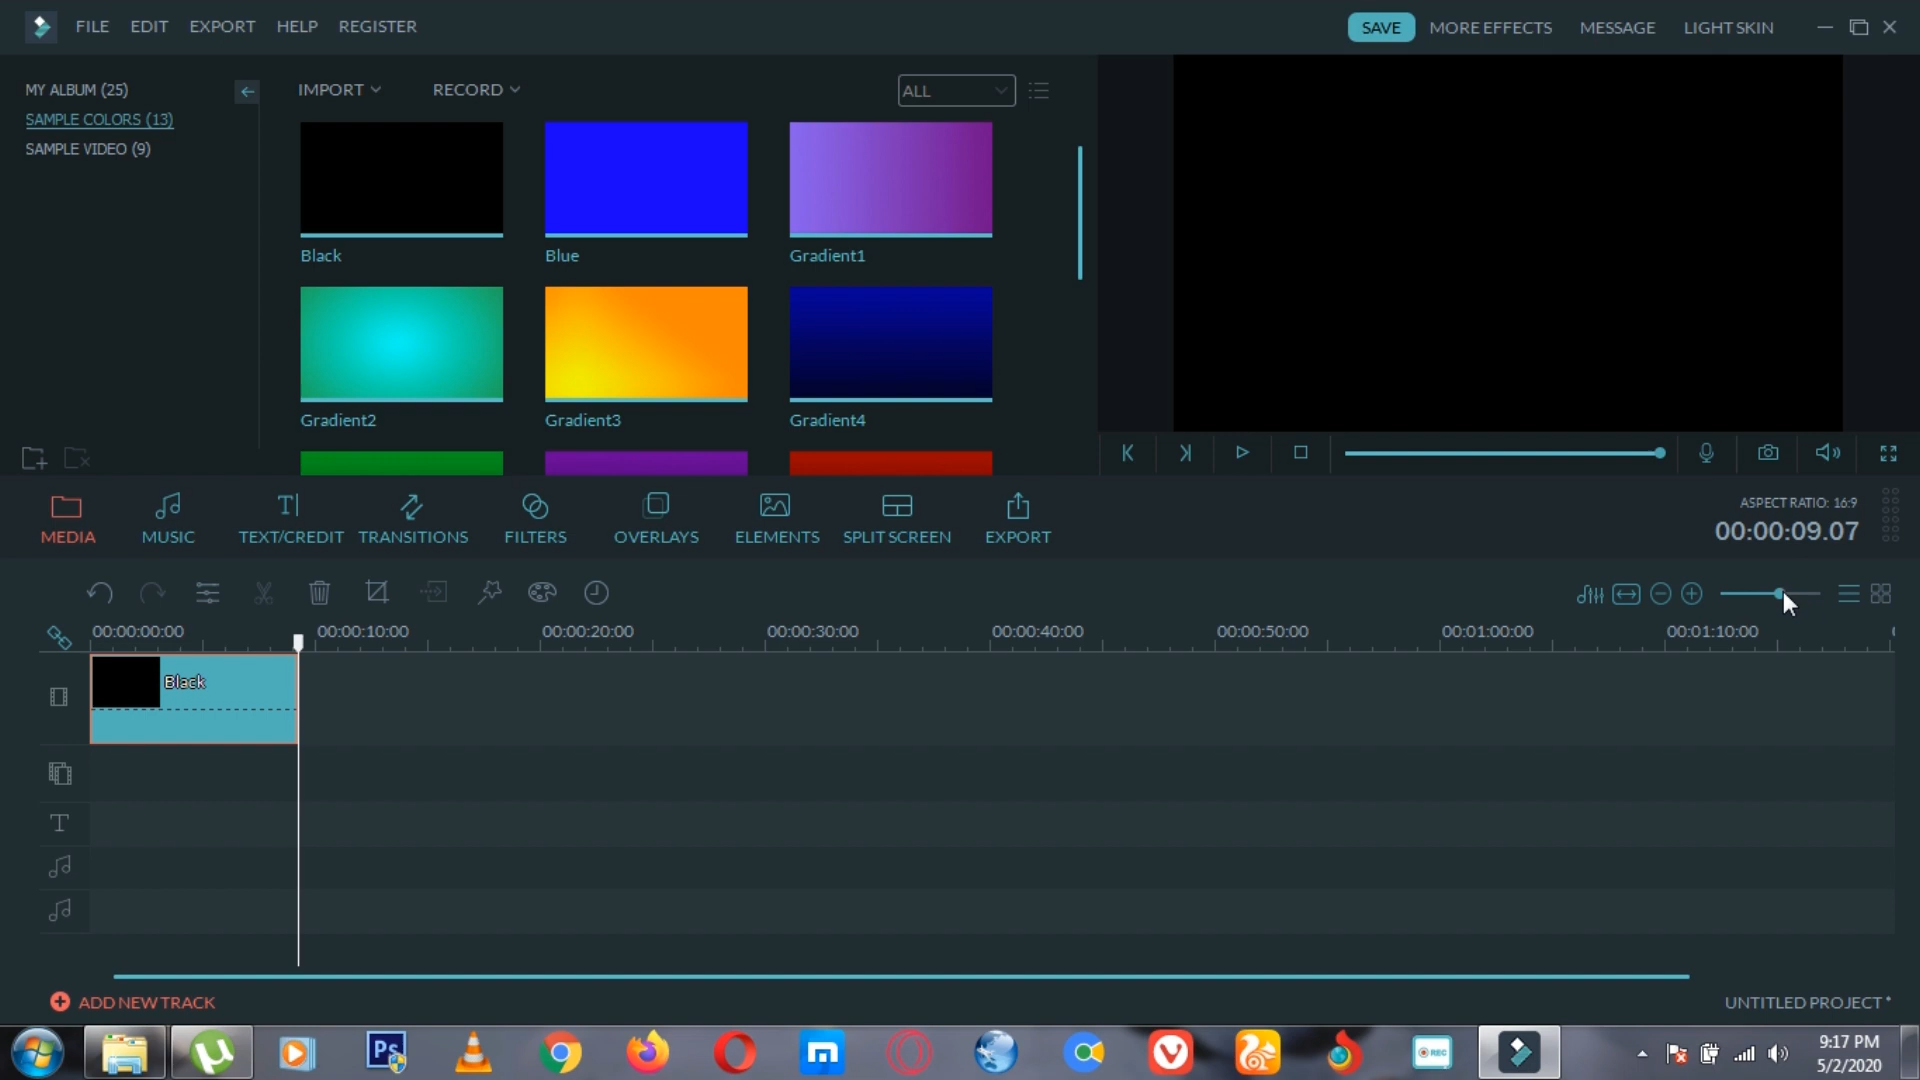 FILE EDIT EXPORT HELP REGISTER SAVE MORE EFFECTS MESSAGE LIGHT SKIN
MY ALBUM (25)
SAMPLE COLORS (13)
SAMPLE VIDEO (9)
IMPORT RECORD ALL
Black Blue Gradient1
Gradient2 Gradient3 Gradient4
MEDIA MUSIC TEXT/CREDIT TRANSITIONS FILTERS OVERLAYS ELEMENTS SPLIT SCREEN EXPORT
ASPECT RATIO: 16:9
00:00:09.07
00:00:00:00 00:00:10:00 00:00:20:00 00:00:30:00 00:00:40:00 00:00:50:00 00:01:00:00 00:01:10:00
Black
T
ADD NEW TRACK UNTITLED PROJECT *
Ps
REC
9:17 PM
5/2/2020